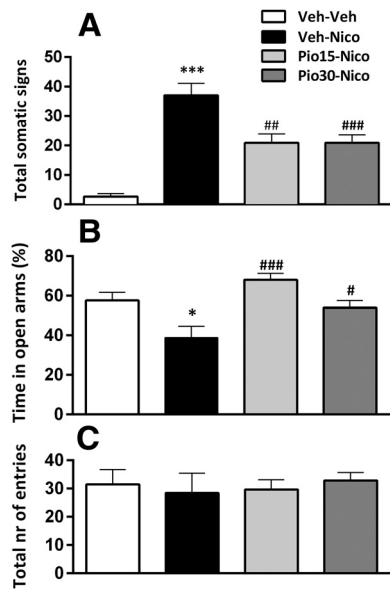 A
Veh-Veh
Veh-Nico
Pio15-Nico
Pio30-Nico
Total somatic signs
50
40
30
20
10
0
***
##
###
B
Time in open arms (%)
80
60
40
20
0
*
###
#
C
Total nr of entries
40
30
20
10
0